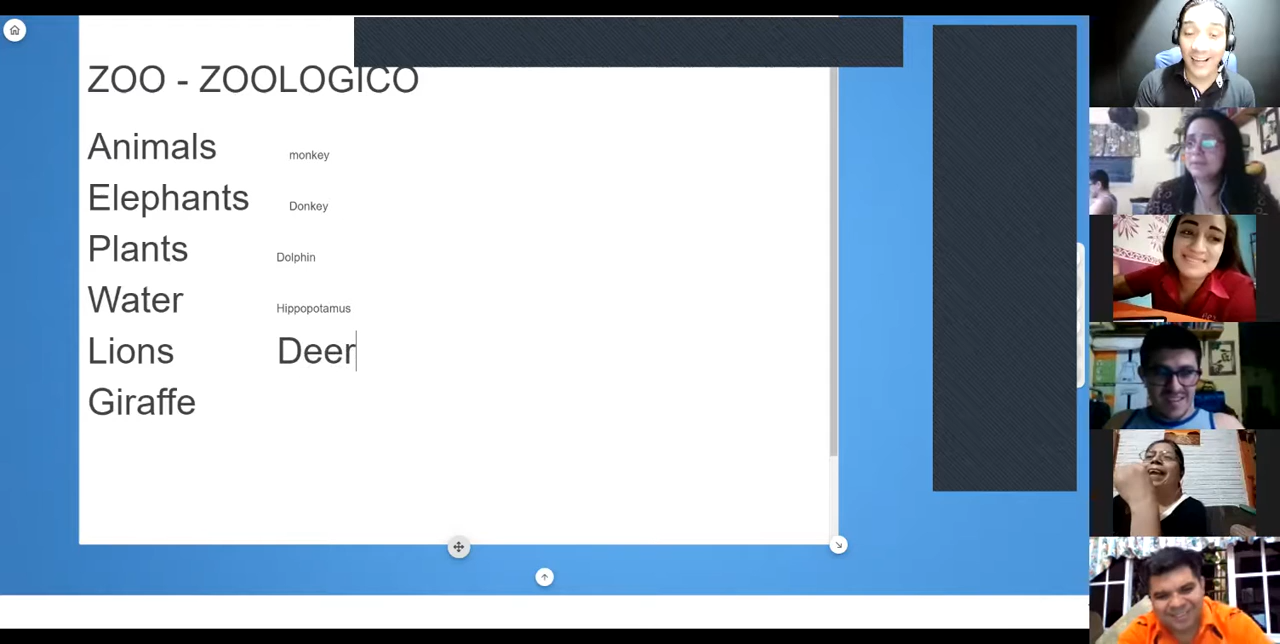 ZOO - ZOOLOGICO
Animals monkey
Elephants Donkey
Plants Dolphin
Water Hippopotamus
Lions Deer
Giraffe